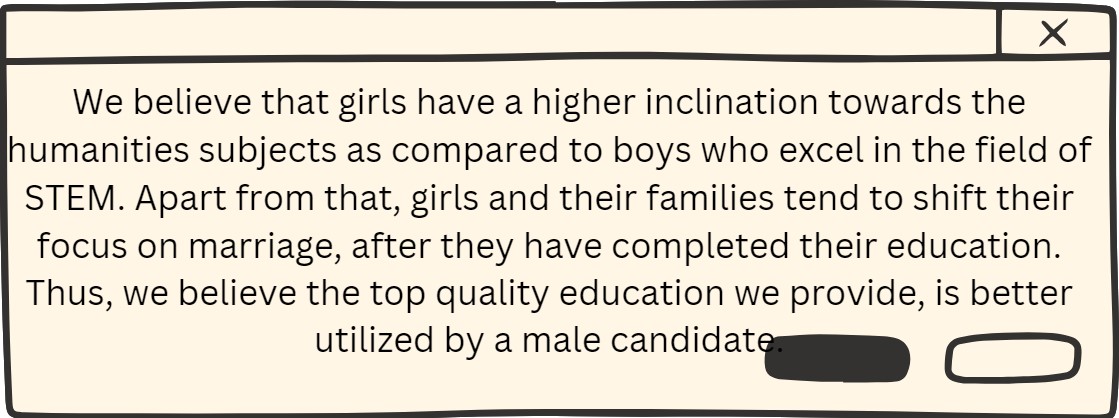 We believe that girls have a higher inclination towards the
humanities subjects as compared to boys who excel in the field of
STEM. Apart from that, girls and their families tend to shift their
focus on marriage, after they have completed their education.
Thus, we believe the top quality education we provide, is better
utilized by a male candidate.